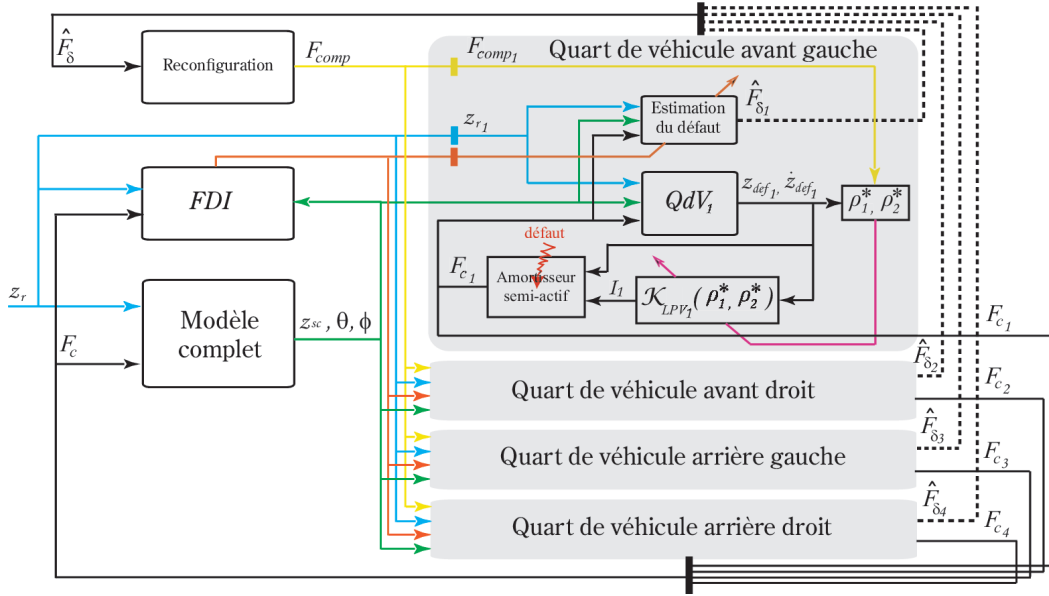 F̂δ
Reconfiguration
Fcomp
Fcomp1
Quart de véhicule avant gauche
zr1
Estimation
du défaut
F̂δ1
FDI
QdV1
zdef1, żdef1
ρ1*, ρ2*
défaut
Fc1
Amortisseur
semi-actif
I1
KLPV1(ρ1*, ρ2*)
zr
Modèle
complet
zsc, θ, ϕ
Fc
Fc1
F̂δ2
Quart de véhicule avant droit
Fc2
F̂δ3
Quart de véhicule arrière gauche
Fc3
F̂δ4
Quart de véhicule arrière droit
Fc4